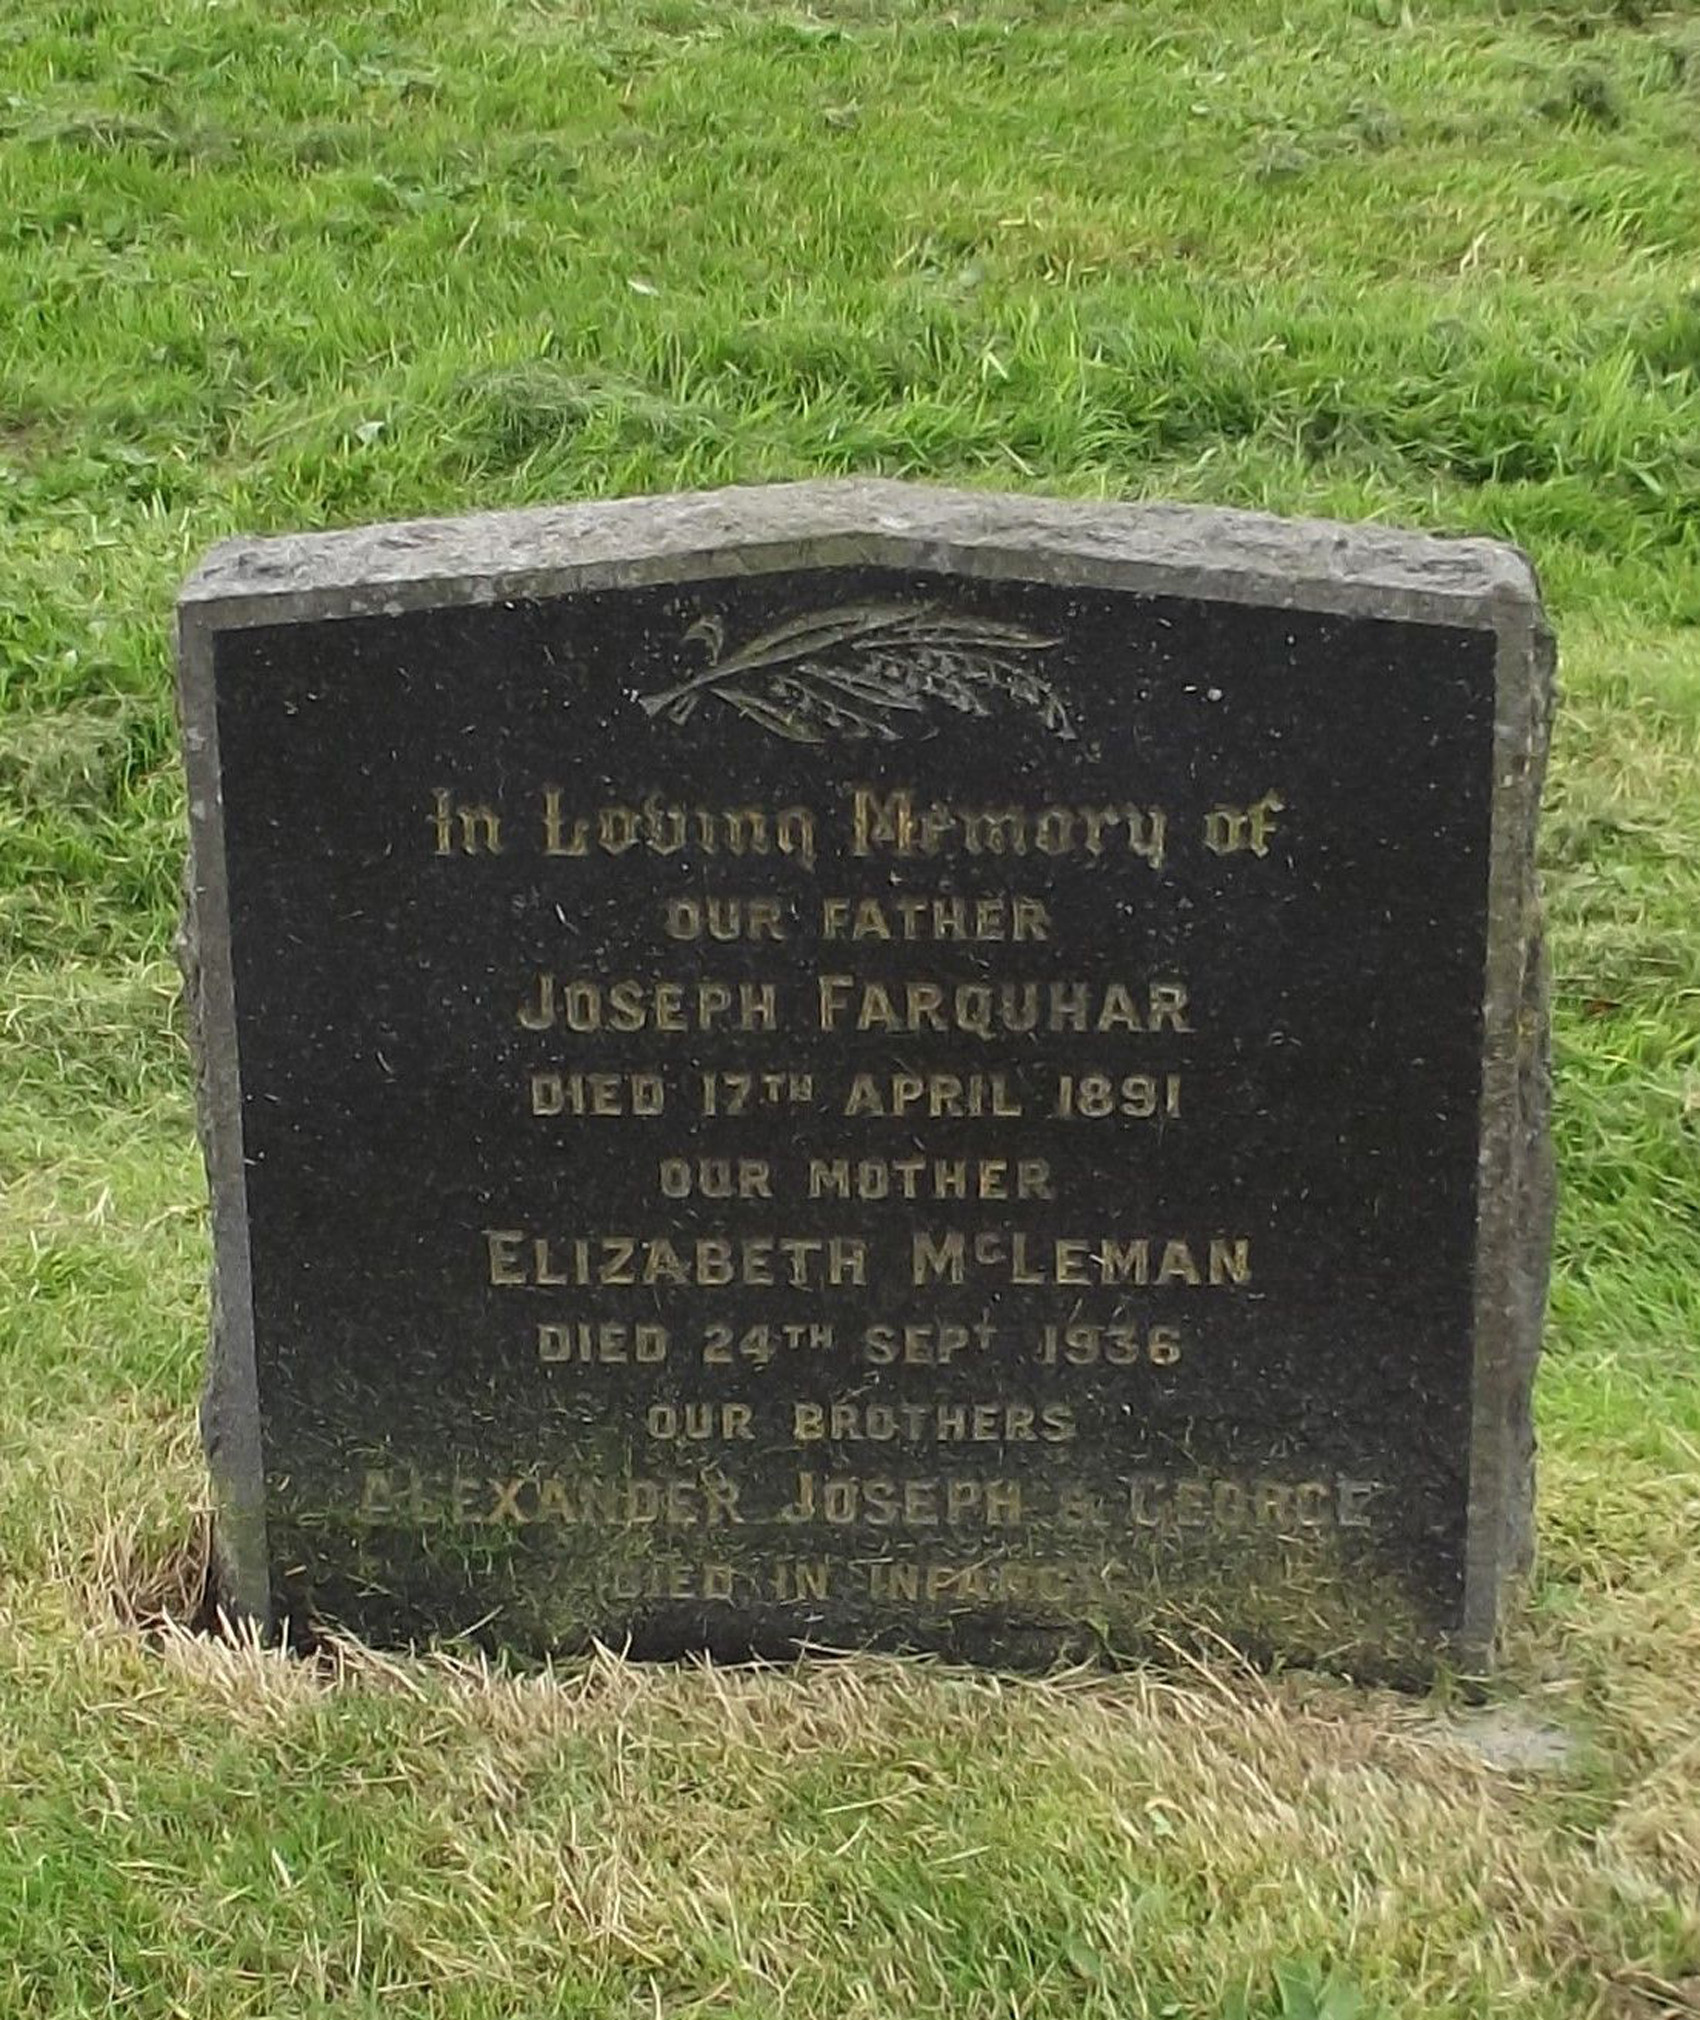 In Loving Memory of
OUR FATHER
JOSEPH FARQUHAR
DIED 17TH APRIL 1891
OUR MOTHER
ELIZABETH McLEMAN
DIED 24TH SEPt 1936
OUR BROTHERS
ALEXANDER JOSEPH & GEORGE
DIED IN INFANCY